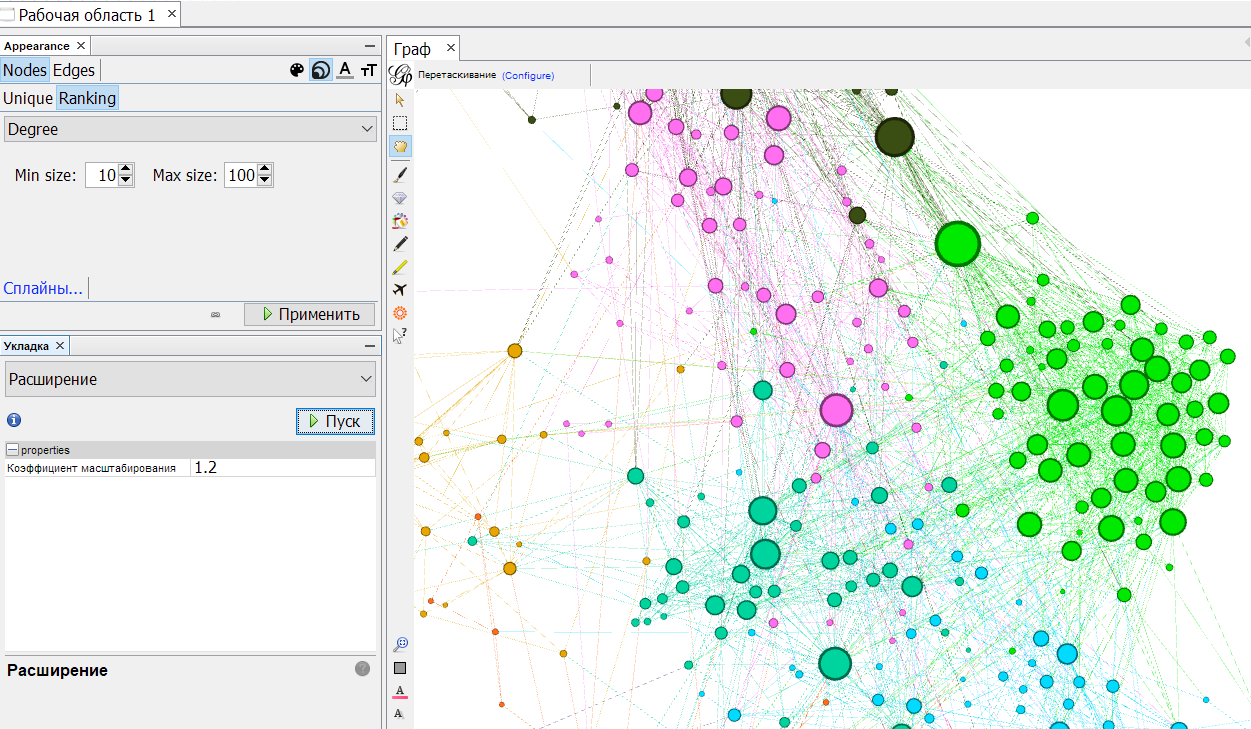 Рабочая область 1
Appearance
Nodes Edges A тT
Unique Ranking
Degree
Min size: 10 Max size: 100
Сплайны...
Применить
Укладка
Расширение
Пуск
properties
Коэффициент масштабирования 1.2
Расширение
Граф
Перетаскивание (Configure)
A
A